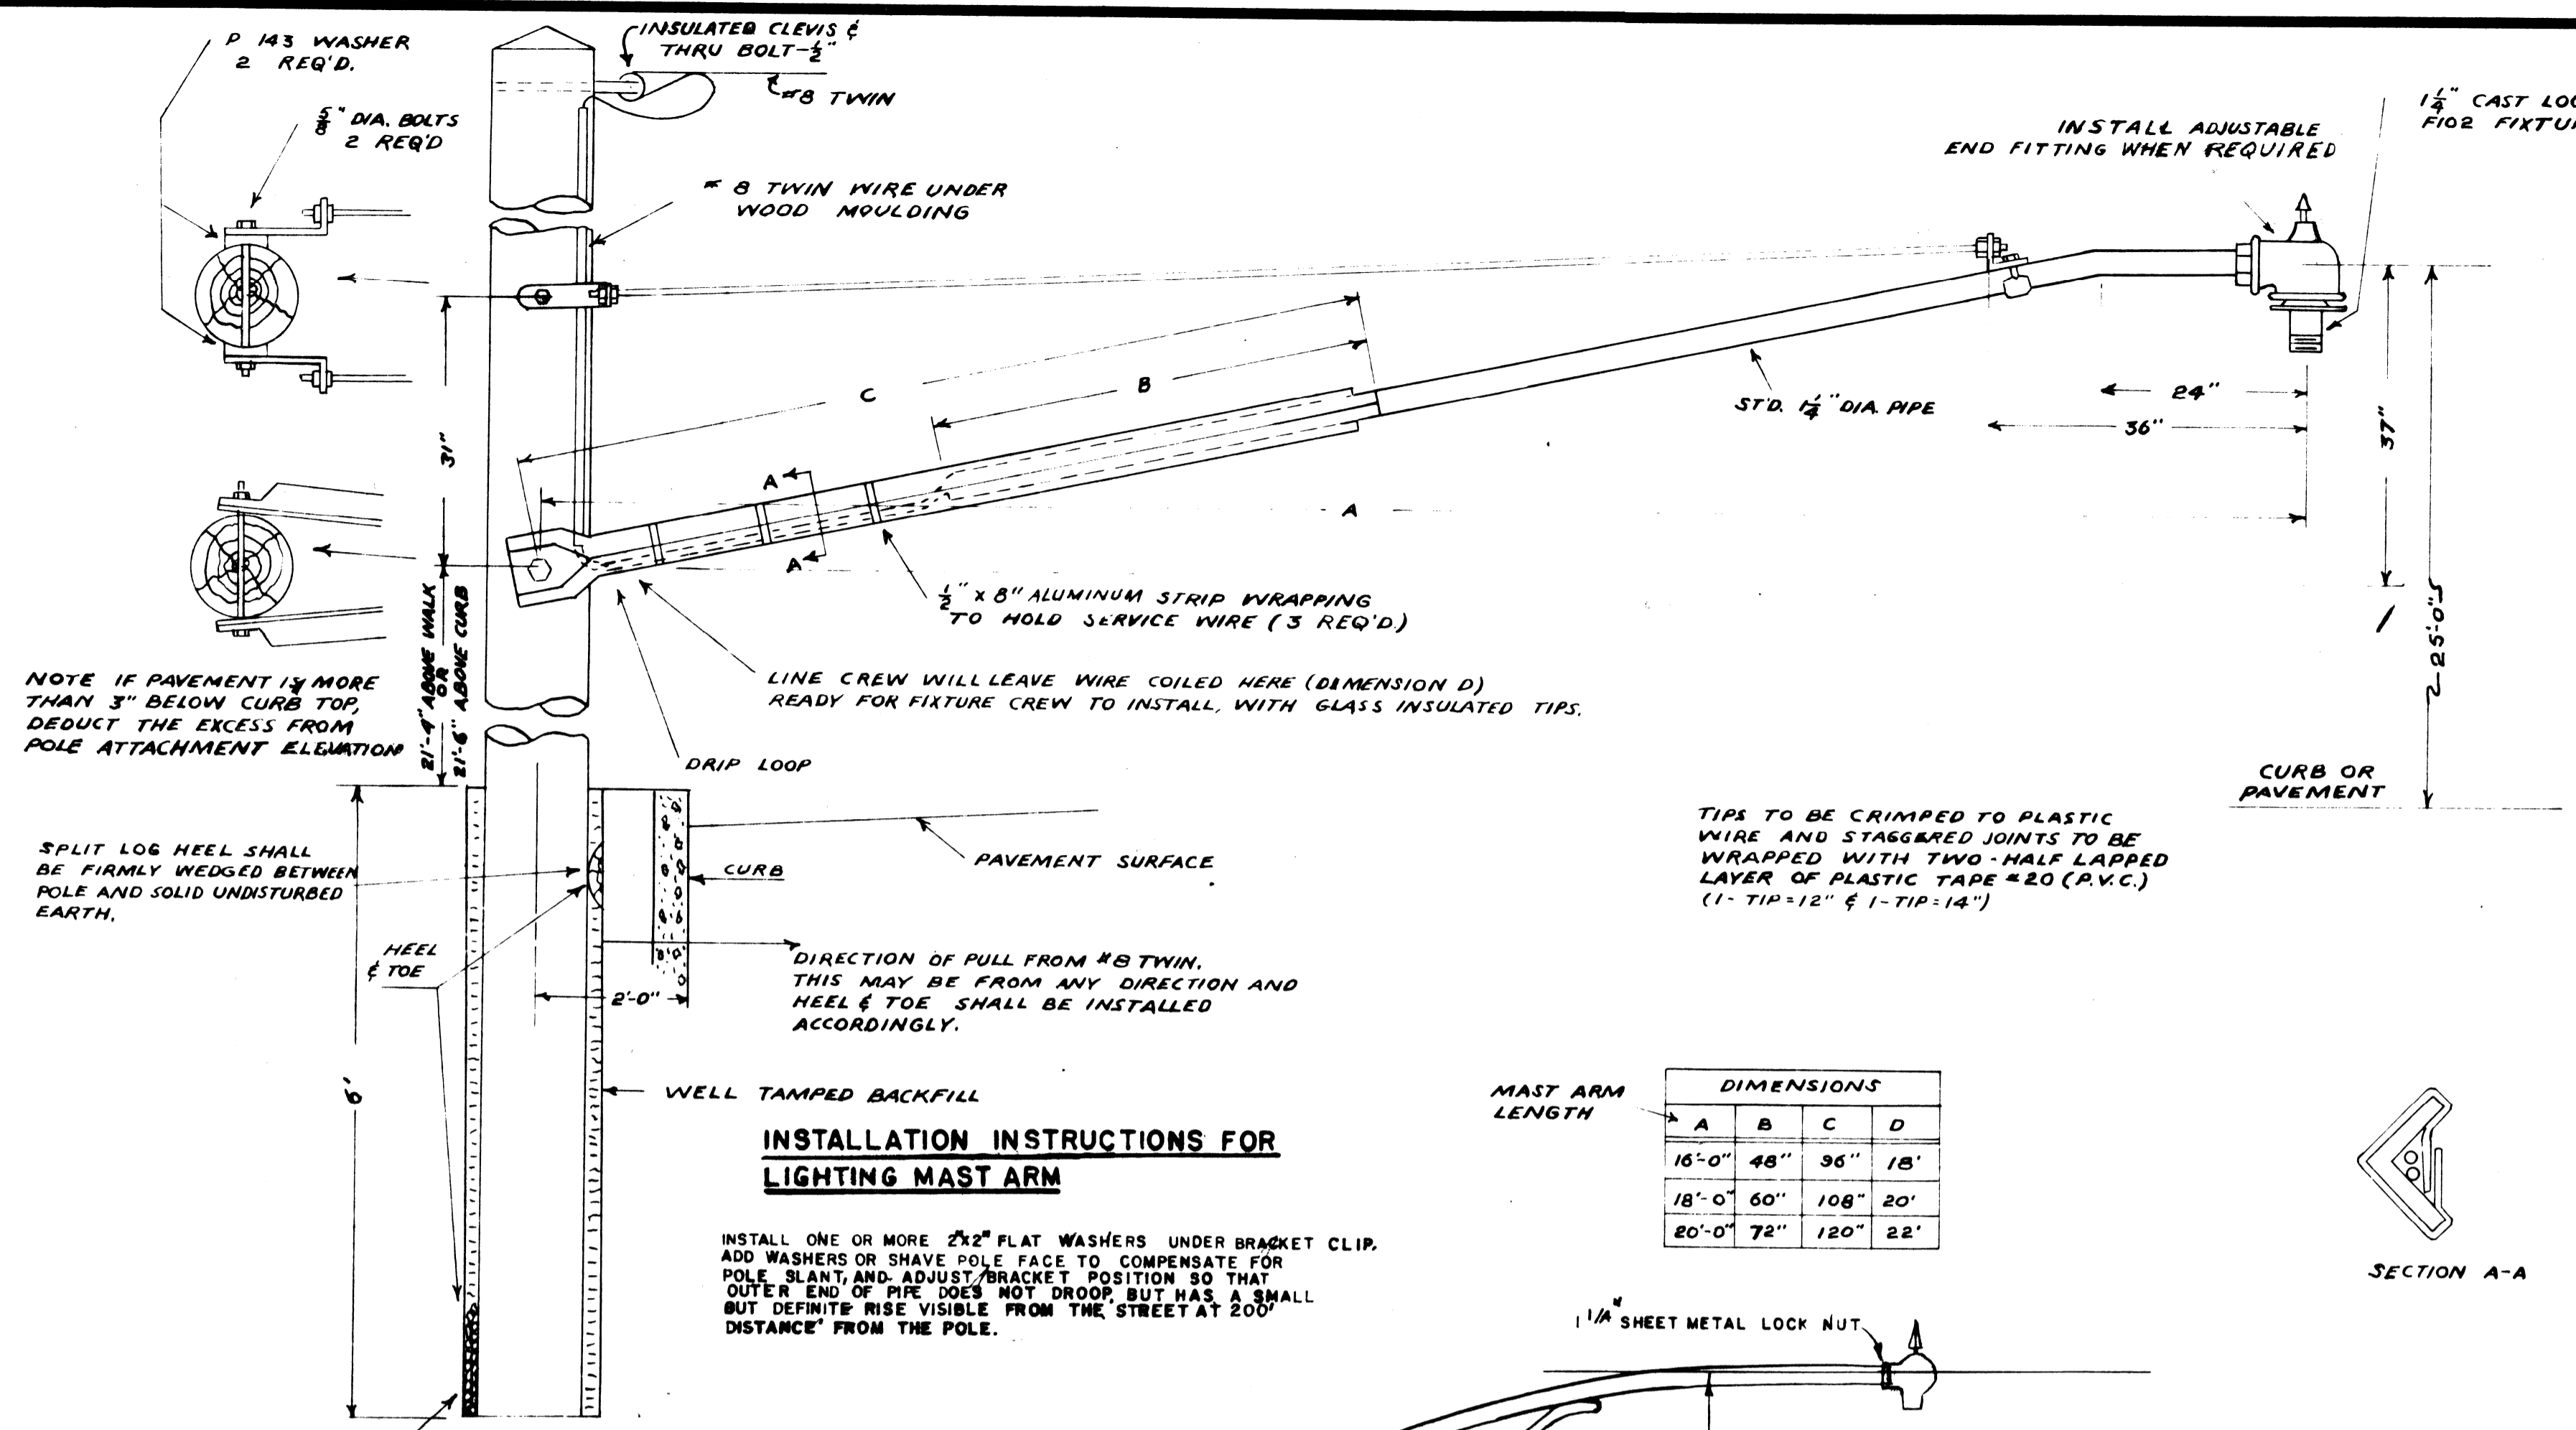 P 143 WASHER
2 REQ'D.
5/8" DIA. BOLTS
2 REQ'D
INSULATED CLEVIS &
THRU BOLT-1/2"
#8 TWIN
# 8 TWIN WIRE UNDER
WOOD MOULDING
INSTALL ADJUSTABLE
END FITTING WHEN REQUIRED
1 1/4" CAST
F102
C
B
A
A
A
31"
24"
36"
37"
25'-0"
STD. 1 1/4" DIA. PIPE
1/2" x 8" ALUMINUM STRIP WRAPPING
TO HOLD SERVICE WIRE (3 REQ'D.)
21'-4" ABOVE WALK
OR
21'-6" ABOVE CURB
NOTE IF PAVEMENT IS MORE
THAN 3" BELOW CURB TOP,
DEDUCT THE EXCESS FROM
POLE ATTACHMENT ELEVATION
LINE CREW WILL LEAVE WIRE COILED HERE (DIMENSION D)
READY FOR FIXTURE CREW TO INSTALL, WITH GLASS INSULATED TIPS.
DRIP LOOP
CURB OR
PAVEMENT
TIPS TO BE CRIMPED TO PLASTIC
WIRE AND STAGGERED JOINTS TO BE
WRAPPED WITH TWO-HALF LAPPED
LAYER OF PLASTIC TAPE #20 (P.V.C.)
(1-TIP=12" & 1-TIP=14")
SPLIT LOG HEEL SHALL
BE FIRMLY WEDGED BETWEEN
POLE AND SOLID UNDISTURBED
EARTH.
PAVEMENT SURFACE
CURB
HEEL
& TOE
2'-0"
DIRECTION OF PULL FROM #8 TWIN.
THIS MAY BE FROM ANY DIRECTION AND
HEEL & TOE SHALL BE INSTALLED
ACCORDINGLY.
6'
WELL TAMPED BACKFILL
INSTALLATION INSTRUCTIONS FOR
LIGHTING MAST ARM
INSTALL ONE OR MORE 2"X2" FLAT WASHERS UNDER BRACKET CLIP.
ADD WASHERS OR SHAVE POLE FACE TO COMPENSATE FOR
POLE SLANT, AND ADJUST BRACKET POSITION SO THAT
OUTER END OF PIPE DOES NOT DROOP, BUT HAS A SMALL
BUT DEFINITE RISE VISIBLE FROM THE STREET AT 200'
DISTANCE FROM THE POLE.
MAST ARM
LENGTH
DIMENSIONS
A B C D
16'-0" 48" 96" 18'
18'-0" 60" 108" 20'
20'-0" 72" 120" 22'
SECTION A-A
1 1/4" SHEET METAL LOCK NUT